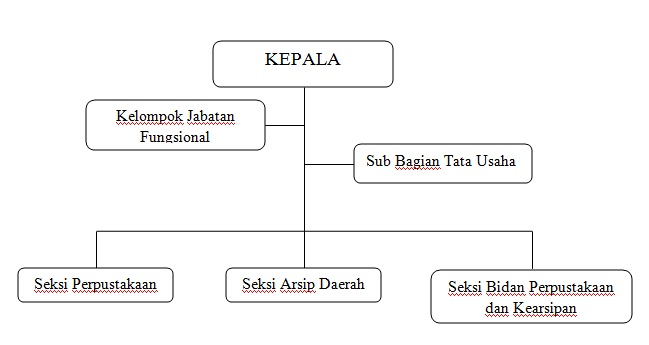 KEPALA
Kelompok Jabatan
Fungsional
Sub Bagian Tata Usaha
Seksi Perpustakaan
Seksi Arsip Daerah
Seksi Bidan Perpustakaan
dan Kearsipan